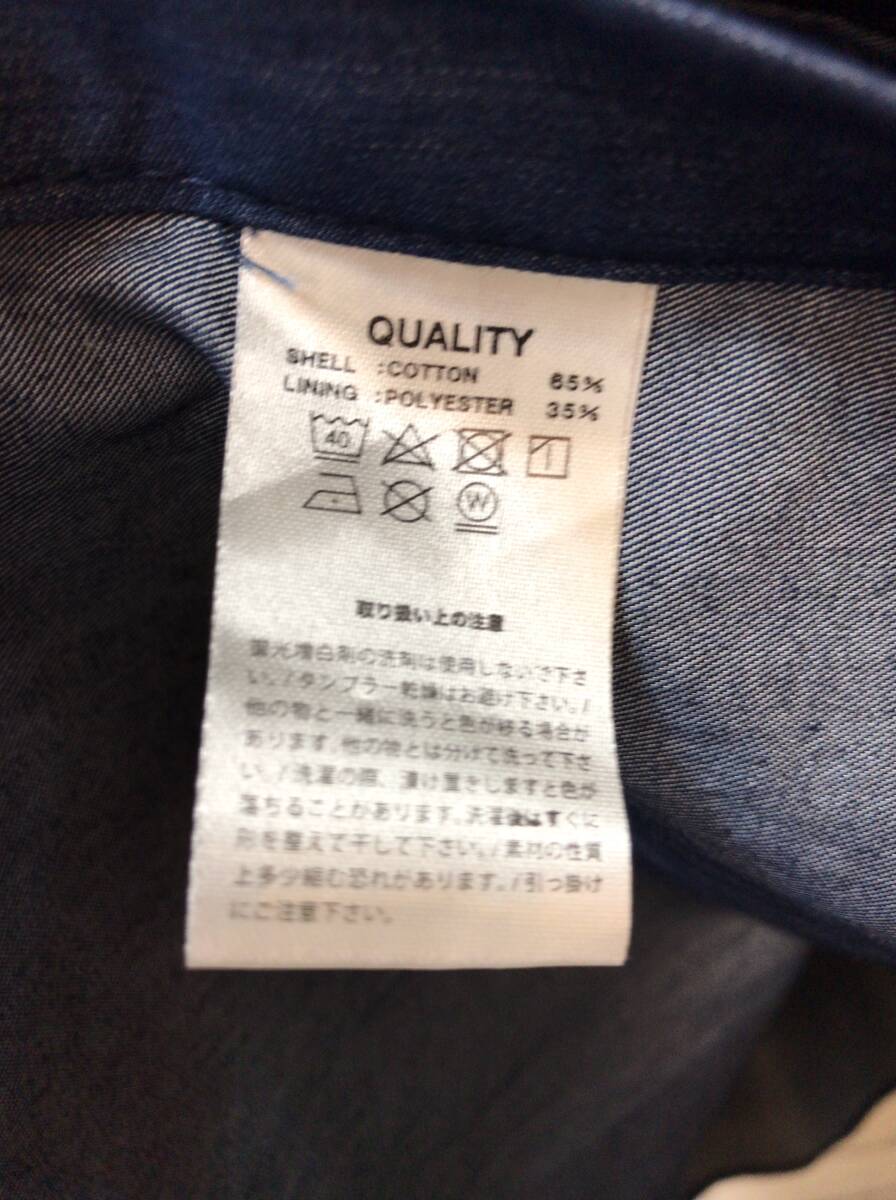 QUALITY
SHELL :COTTON 65%
LINING :POLYESTER 35%
40
W
取り扱い上の注意
蛍光増白剤の洗剤は使用しないで下さ
い。/タンブラー乾燥はお避け下さい。/
他の物と一緒に洗うと色が移る場合が
あります。他の物とは分けて洗って下さ
い。/洗濯の際、漬け置きしますと色が
落ちることがあります。洗濯後はすぐに
形を整えて干して下さい。/素材の性質
上多少縮む恐れがあります。/引っ掛け
にご注意下さい。